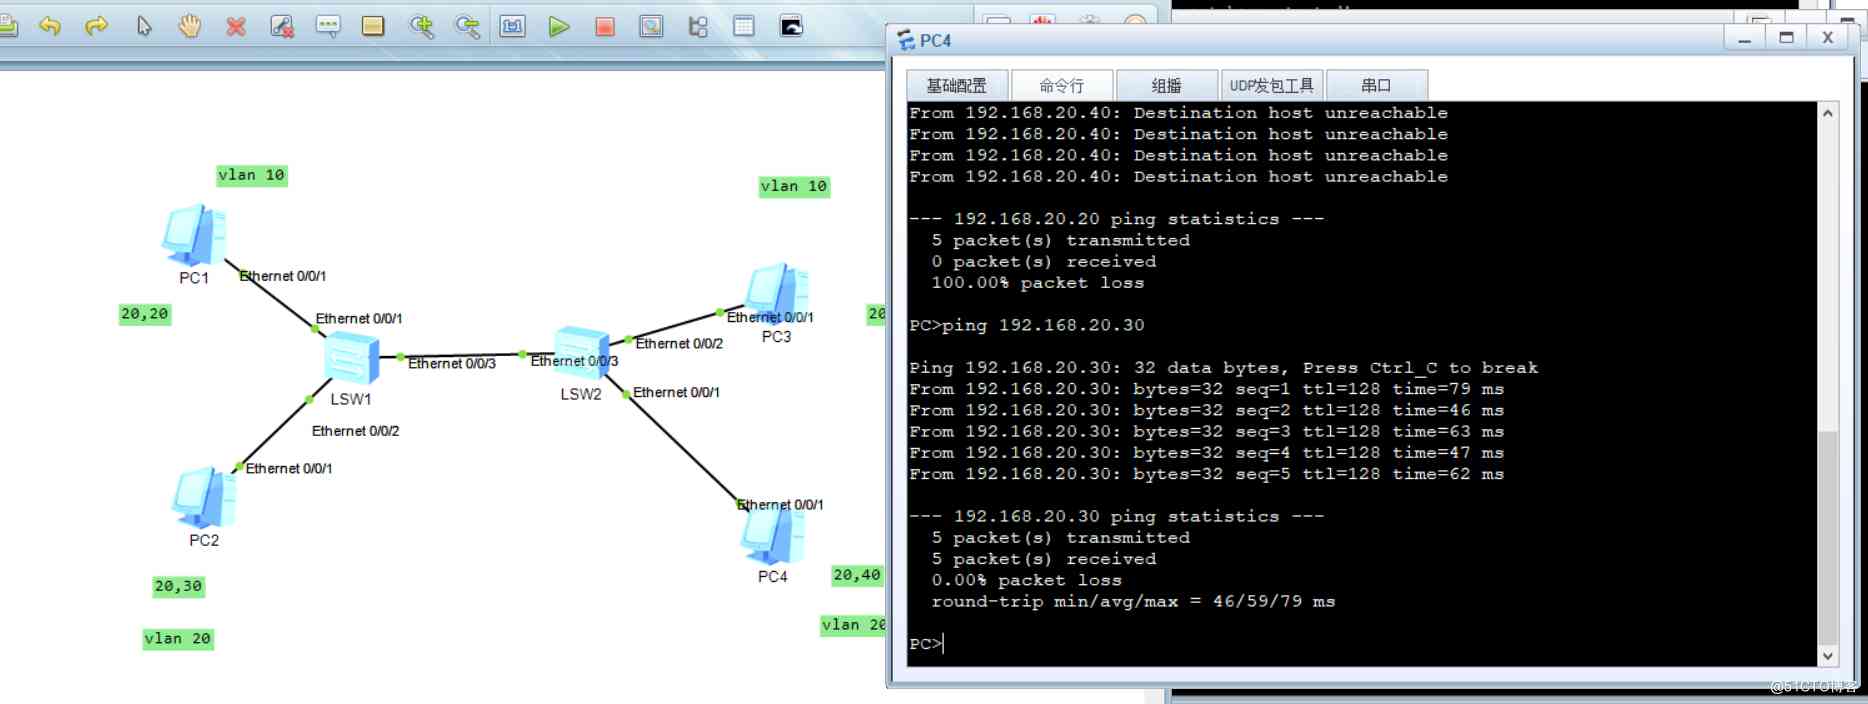 vlan 10
vlan 10
PC1
Ethernet 0/0/1
20,20
Ethernet 0/0/1
Ethernet 0/0/1
PC3
20
Ethernet 0/0/2
Ethernet 0/0/3
Ethernet 0/0/3
LSW1
LSW2
Ethernet 0/0/1
Ethernet 0/0/2
Ethernet 0/0/1
PC2
Ethernet 0/0/1
PC4
20,40
20,30
vlan 20
vlan 20
PC4
基础配置 命令行 组播 UDP发包工具 串口
From 192.168.20.40: Destination host unreachable
From 192.168.20.40: Destination host unreachable
From 192.168.20.40: Destination host unreachable
From 192.168.20.40: Destination host unreachable
--- 192.168.20.20 ping statistics ---
5 packet(s) transmitted
0 packet(s) received
100.00% packet loss
PC>ping 192.168.20.30
Ping 192.168.20.30: 32 data bytes, Press Ctrl_C to break
From 192.168.20.30: bytes=32 seq=1 ttl=128 time=79 ms
From 192.168.20.30: bytes=32 seq=2 ttl=128 time=46 ms
From 192.168.20.30: bytes=32 seq=3 ttl=128 time=63 ms
From 192.168.20.30: bytes=32 seq=4 ttl=128 time=47 ms
From 192.168.20.30: bytes=32 seq=5 ttl=128 time=62 ms
--- 192.168.20.30 ping statistics ---
5 packet(s) transmitted
5 packet(s) received
0.00% packet loss
round-trip min/avg/max = 46/59/79 ms
PC>
@51CTO博客